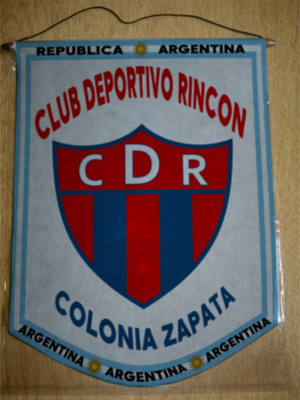 REPUBLICA ARGENTINA
CLUB DEPORTIVO RINCON
CDR
COLONIA ZAPATA
ARGENTINA ARGENTINA ARGENTINA